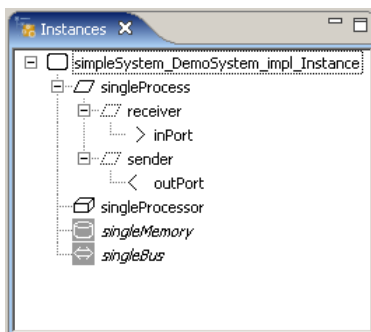 Instances
simpleSystem_DemoSystem_impl_Instance
singleProcess
receiver
inPort
sender
outPort
singleProcessor
singleMemory
singleBus